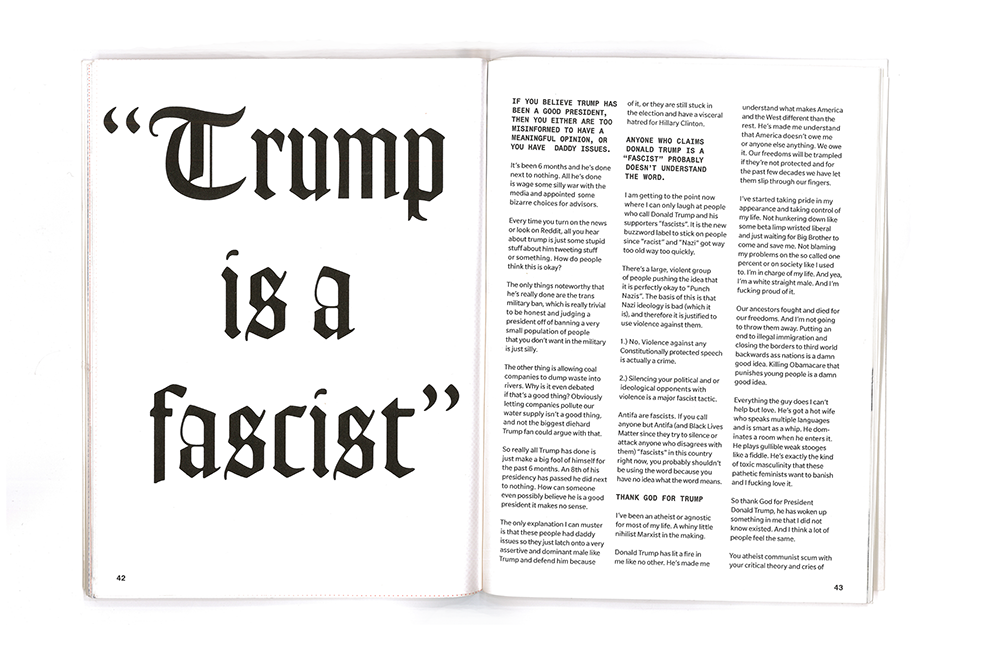 “Trump
is a
fascist”
42
IF YOU BELIEVE TRUMP HAS
BEEN A GOOD PRESIDENT,
THEN YOU EITHER ARE TOO
MISINFORMED TO HAVE A
MEANINGFUL OPINION, OR
YOU HAVE DADDY ISSUES.
It's been 6 months and he's done
next to nothing. All he's done
is wage some silly war with the
media and appointed some
bizarre choices for advisors.
Every time you turn on the news
or look on Reddit, all you hear
about trump is just some stupid
stuff about him tweeting stuff
or something. How do people
think this is okay?
The only things noteworthy that
he's really done are the trans
military ban, which is really trivial
to be honest and judging a
president off of banning a very
small population of people
that you don't want in the military
is just silly.
The other thing is allowing coal
companies to dump waste into
rivers. Why is it even debated
if that's a good thing? Obviously
letting companies pollute our
water supply isn't a good thing,
and not the biggest diehard
Trump fan could argue with that.
So really all Trump has done is
just make a big fool of himself for
the past 6 months. An 8th of his
presidency has passed he did next
to nothing. How can someone
even possibly believe he is a good
president it makes no sense.
The only explanation I can muster
is that these people had daddy
issues so they just latch onto a very
assertive and dominant male like
Trump and defend him because
of it, or they are still stuck in
the election and have a visceral
hatred for Hillary Clinton.
ANYONE WHO CLAIMS
DONALD TRUMP IS A
“FASCIST” PROBABLY
DOESN'T UNDERSTAND
THE WORD.
I am getting to the point now
where I can only laugh at people
who call Donald Trump and his
supporters “fascists”. It is the new
buzzword label to stick on people
since “racist” and “Nazi” got way
too old way too quickly.
There's a large, violent group
of people pushing the idea that
it is perfectly okay to “Punch
Nazis”. The basis of this is that
Nazi ideology is bad (which it
is), and therefore it is justified to
use violence against them.
1.) No. Violence against any
Constitutionally protected speech
is actually a crime.
2.) Silencing your political and or
ideological opponents with
violence is a major fascist tactic.
Antifa are fascists. If you call
anyone but Antifa (and Black Lives
Matter since they try to silence or
attack anyone who disagrees with
them) “fascists” in this country
right now, you probably shouldn't
be using the word because you
have no idea what the word means.
THANK GOD FOR TRUMP
I've been an atheist or agnostic
for most of my life. A whiny little
nihilist Marxist in the making.
Donald Trump has lit a fire in
me like no other. He's made me
understand what makes America
and the West different than the
rest. He's made me understand
that America doesn't owe me
or anyone else anything. We owe
it. Our freedoms will be trampled
if they're not protected and for
the past few decades we have let
them slip through our fingers.
I've started taking pride in my
appearance and taking control of
my life. Not hunkering down like
some beta limp wristed liberal
and just waiting for Big Brother to
come and save me. Not blaming
my problems on the so called one
percent or on society like I used
to. I'm in charge of my life. And yea,
I'm a white straight male. And I'm
fucking proud of it.
Our ancestors fought and died for
our freedoms. And I'm not going
to throw them away. Putting an
end to illegal immigration and
closing the borders to third world
backwards ass nations is a damn
good idea. Killing Obamacare that
punishes young people is a damn
good idea.
Everything the guy does I can't
help but love. He's got a hot wife
who speaks multiple languages
and is smart as a whip. He dom-
inates a room when he enters it.
He plays gullible weak stooges
like a fiddle. He's exactly the kind
of toxic masculinity that these
pathetic feminists want to banish
and I fucking love it.
So thank God for President
Donald Trump, he has woken up
something in me that I did not
know existed. And I think a lot of
people feel the same.
You atheist communist scum with
your critical theory and cries of
43